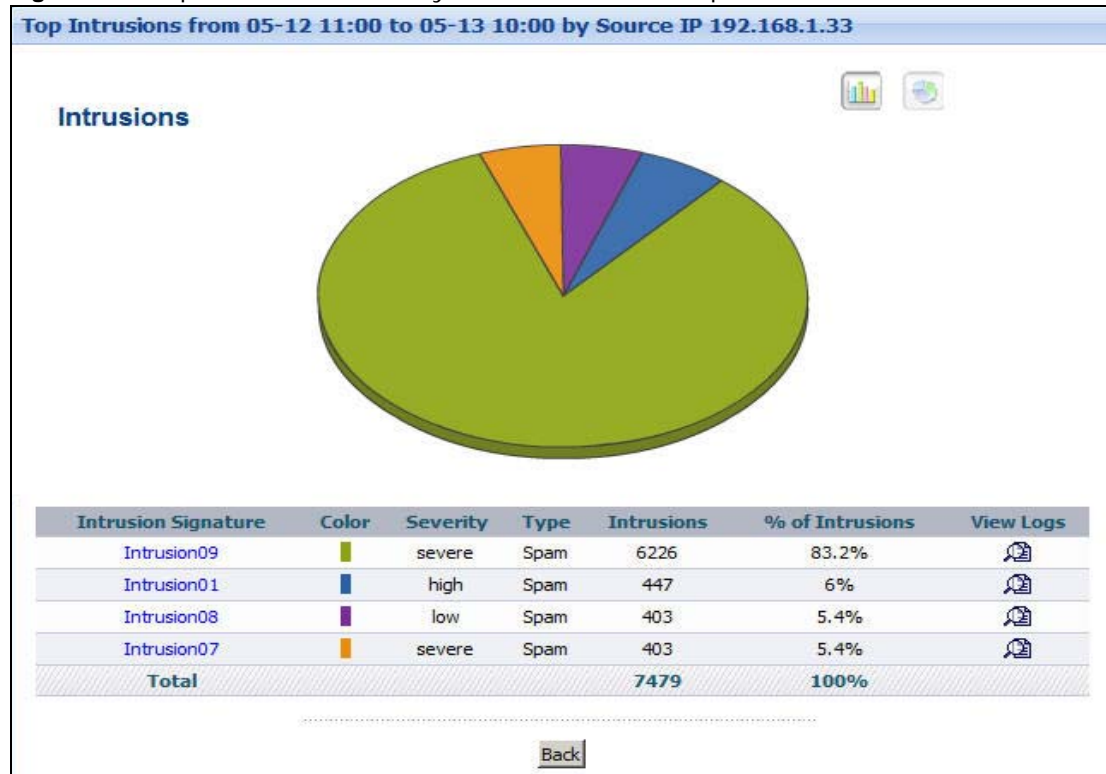 Top Intrusions from 05-12 11:00 to 05-13 10:00 by Source IP 192.168.1.33
Intrusions
Intrusion Signature Color Severity Type Intrusions % of Intrusions View Logs
Intrusion09 severe Spam 6226 83.2%
Intrusion01 high Spam 447 6%
Intrusion08 low Spam 403 5.4%
Intrusion07 severe Spam 403 5.4%
Total 7479 100%
Back